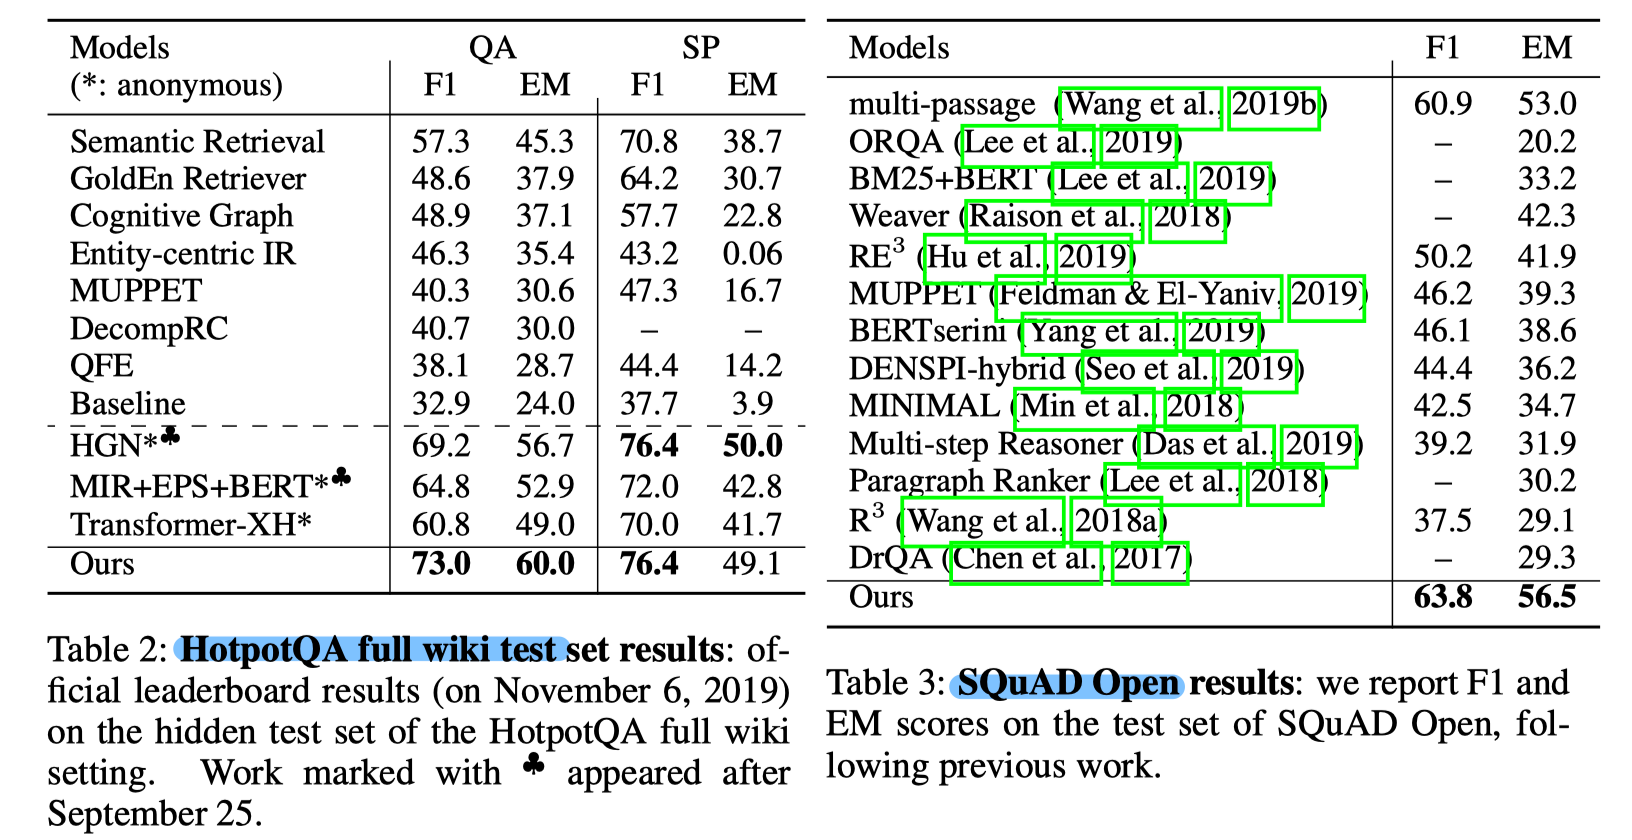 Models QA SP
(*: anonymous) F1 EM F1 EM
Semantic Retrieval 57.3 45.3 70.8 38.7
GoldEn Retriever 48.6 37.9 64.2 30.7
Cognitive Graph 48.9 37.1 57.7 22.8
Entity-centric IR 46.3 35.4 43.2 0.06
MUPPET 40.3 30.6 47.3 16.7
DecompRC 40.7 30.0 – –
QFE 38.1 28.7 44.4 14.2
Baseline 32.9 24.0 37.7 3.9
HGN*♣ 69.2 56.7 76.4 50.0
MIR+EPS+BERT*♣ 64.8 52.9 72.0 42.8
Transformer-XH* 60.8 49.0 70.0 41.7
Ours 73.0 60.0 76.4 49.1
Table 2: HotpotQA full wiki test set results: of-
ficial leaderboard results (on November 6, 2019)
on the hidden test set of the HotpotQA full wiki
setting. Work marked with ♣ appeared after
September 25.
Models F1 EM
multi-passage (Wang et al., 2019b) 60.9 53.0
ORQA (Lee et al., 2019) – 20.2
BM25+BERT (Lee et al., 2019) – 33.2
Weaver (Raison et al., 2018) – 42.3
RE³ (Hu et al., 2019) 50.2 41.9
MUPPET (Feldman & El-Yaniv, 2019) 46.2 39.3
BERTserini (Yang et al., 2019) 46.1 38.6
DENSPI-hybrid (Seo et al., 2019) 44.4 36.2
MINIMAL (Min et al., 2018) 42.5 34.7
Multi-step Reasoner (Das et al., 2019) 39.2 31.9
Paragraph Ranker (Lee et al., 2018) – 30.2
R³ (Wang et al., 2018a) 37.5 29.1
DrQA (Chen et al., 2017) – 29.3
Ours 63.8 56.5
Table 3: SQuAD Open results: we report F1 and
EM scores on the test set of SQuAD Open, fol-
lowing previous work.